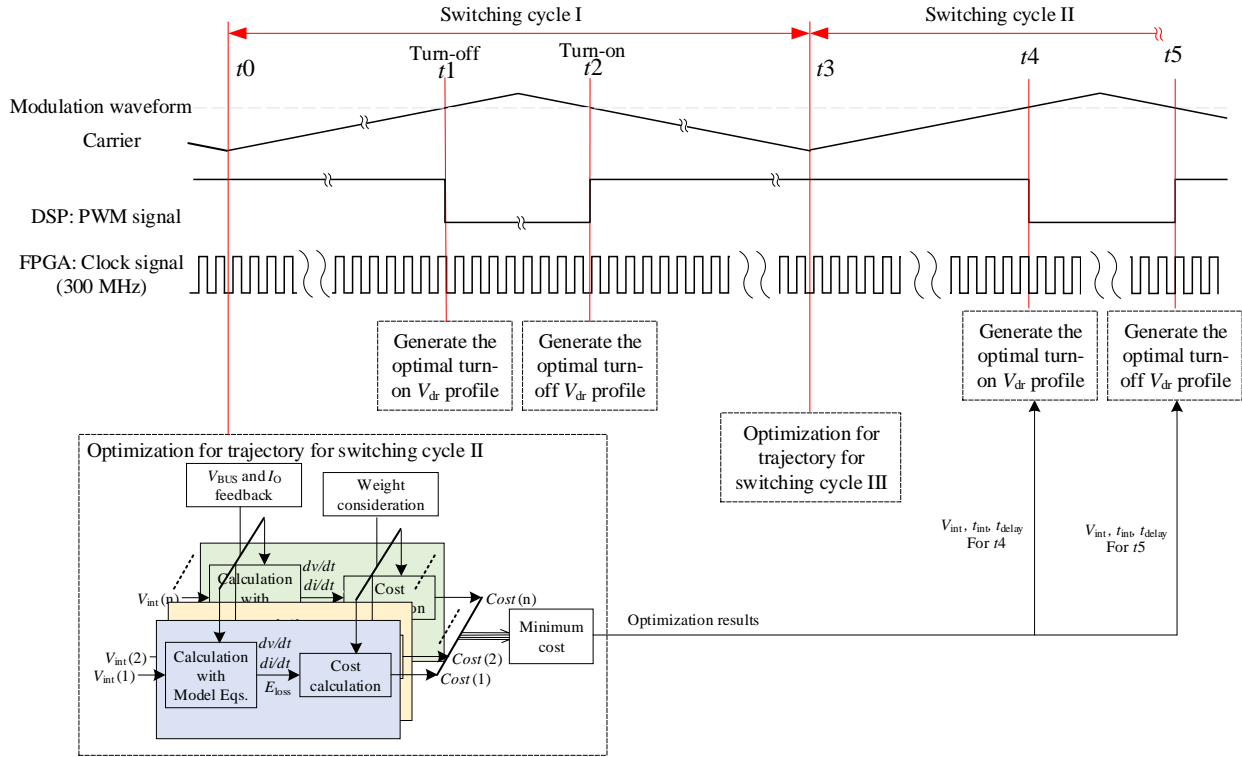 Switching cycle I
Switching cycle II
Turn-off
Turn-on
t0
t1
t2
t3
t4
t5
Modulation waveform
Carrier
DSP: PWM signal
FPGA: Clock signal
(300 MHz)
Generate the
optimal turn-
on Vdr profile
Generate the
optimal turn-
off Vdr profile
Generate the
optimal turn-
on Vdr profile
Generate the
optimal turn-
off Vdr profile
Optimization for
trajectory for
switching cycle III
Optimization for trajectory for switching cycle II
VBUS and IO
feedback
Weight
consideration
Calculation
with
dv/dt
di/dt
Cost
Vint(n)
Cost(n)
Vint(2)
Vint(1)
Calculation
with
Model Eqs.
dv/dt
di/dt
Eloss
Cost
calculation
Cost(2)
Cost(1)
Minimum
cost
Optimization results
Vint, tint, tdelay
For t4
Vint, tint, tdelay
For t5